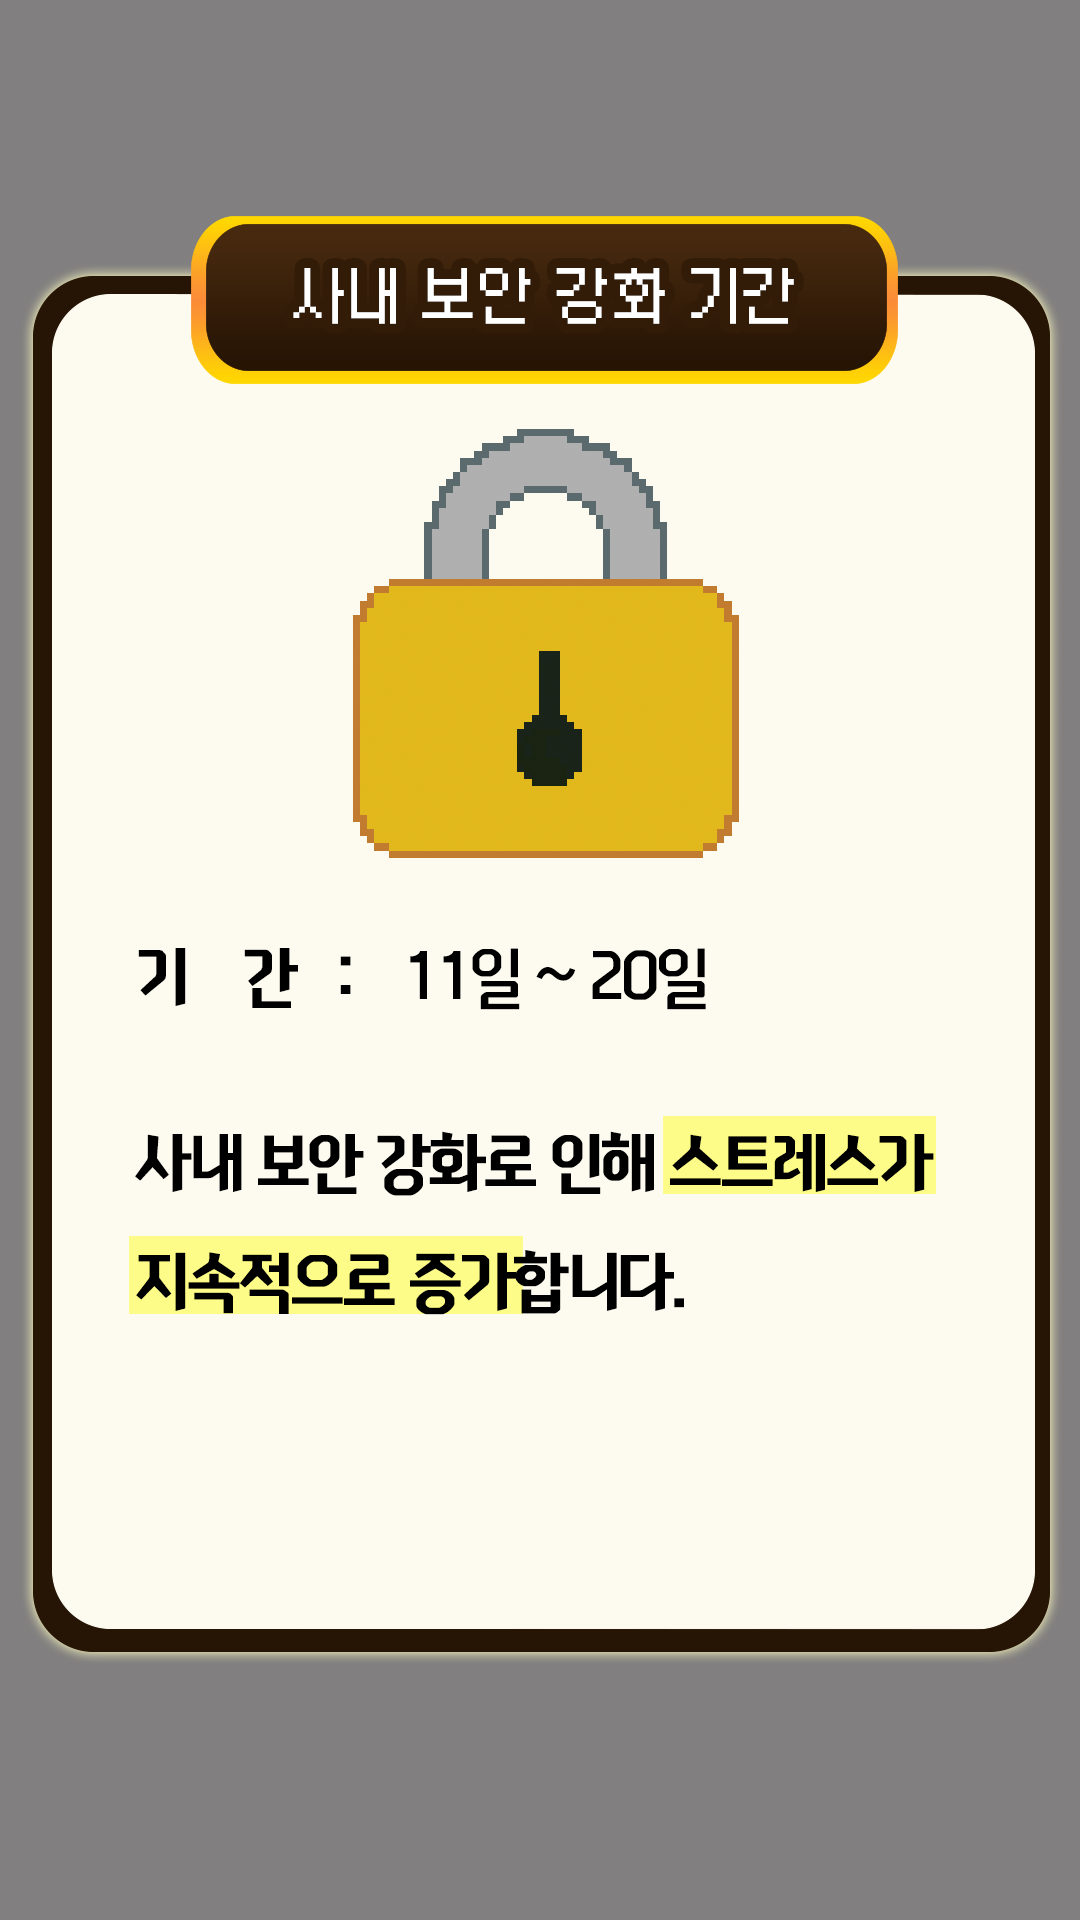 사내 보안 강화 기간
기 간 : 11일 ~ 20일
사내 보안 강화로 인해 스트레스가
지속적으로 증가합니다.